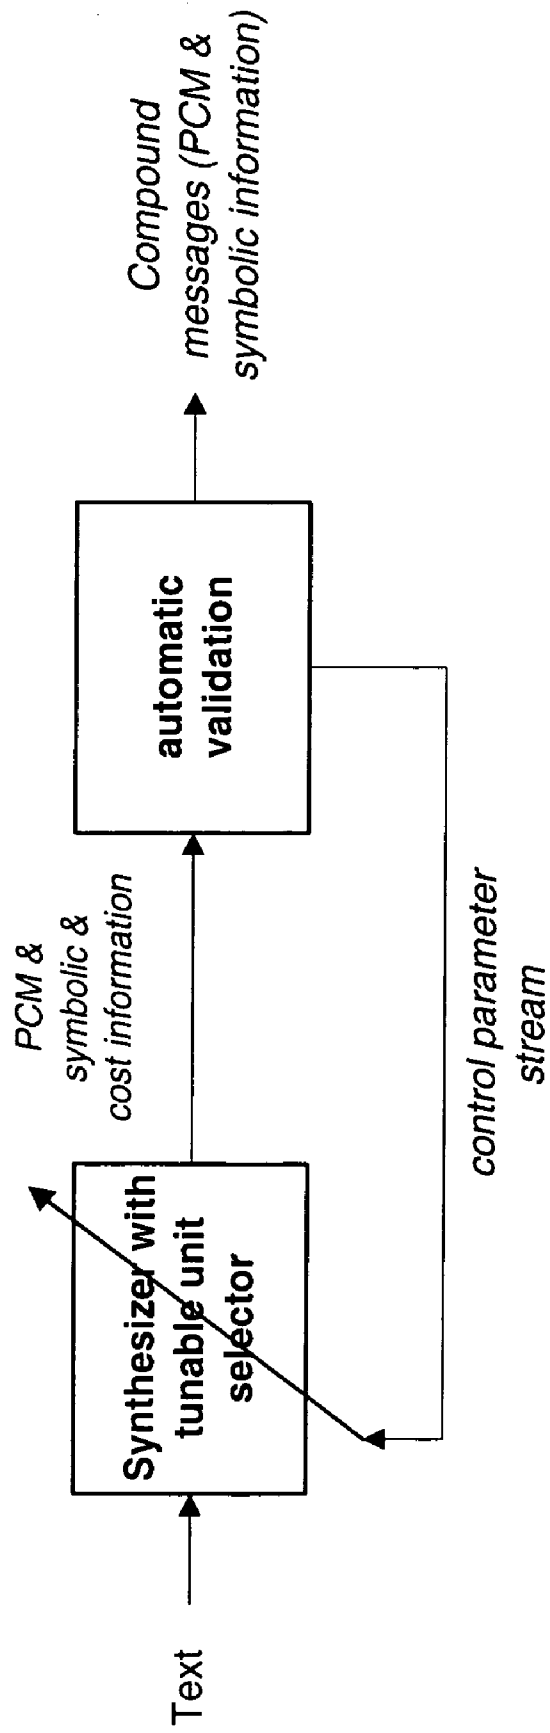 Text
Synthesizer with
tunable unit
selector
PCM &
symbolic &
cost information
automatic
validation
Compound
messages (PCM &
symbolic information)
control parameter
stream